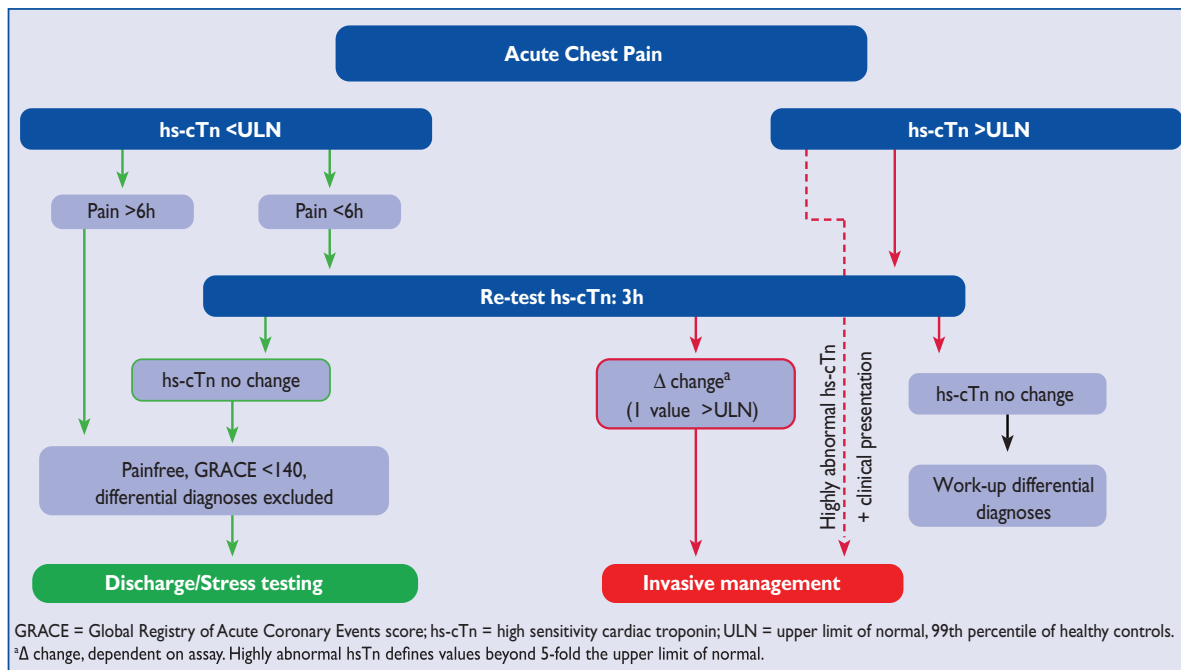 Acute Chest Pain
hs-cTn <ULN
hs-cTn >ULN
Pain >6h
Pain <6h
Re-test hs-cTn: 3h
hs-cTn no change
Δ changeᵃ
(1 value >ULN)
Highly abnormal hs-cTn
+ clinical presentation
hs-cTn no change
Painfree, GRACE <140,
differential diagnoses excluded
Work-up differential
diagnoses
Discharge/Stress testing
Invasive management
GRACE = Global Registry of Acute Coronary Events score; hs-cTn = high sensitivity cardiac troponin; ULN = upper limit of normal, 99th percentile of healthy controls.
ᵃΔ change, dependent on assay. Highly abnormal hsTn defines values beyond 5-fold the upper limit of normal.